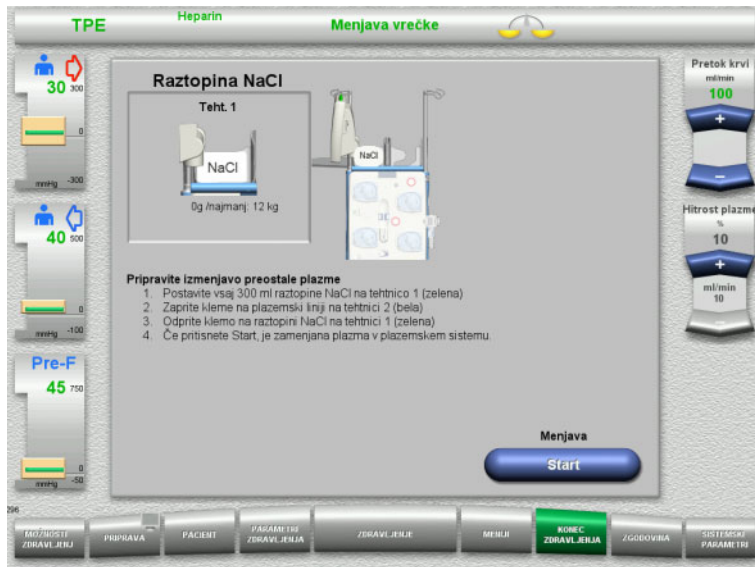 TPE
Heparin
Menjava vrečke
30
300
0
-300
mmHg
40
500
0
-100
mmHg
Pre-F
45
750
0
-50
mmHg
Raztopina NaCl
Teht. 1
NaCl
0g /najmanj: 12 kg
NaCl
Pripravite izmenjavo preostale plazme
1. Postavite vsaj 300 ml raztopine NaCl na tehtnico 1 (zelena)
2. Zaprite kleme na plazemski liniji na tehtnici 2 (bela)
3. Odprite klemo na raztopini NaCl na tehtnici 1 (zelena)
4. Če pritisnete Start, je zamenjana plazma v plazemskem sistemu.
Menjava
Start
Pretok krvi
ml/min
100
+
–
Hitrost plazme
%
10
+
ml/min
10
–
296
MOŽNOSTI ZDRAVLJENJ
PRIPRAVA
PACIENT
PARAMETRI ZDRAVLJENJA
ZDRAVLJENJE
MENIJI
KONEC ZDRAVLJENJA
ZGODOVINA
SISTEMSKI PARAMETRI